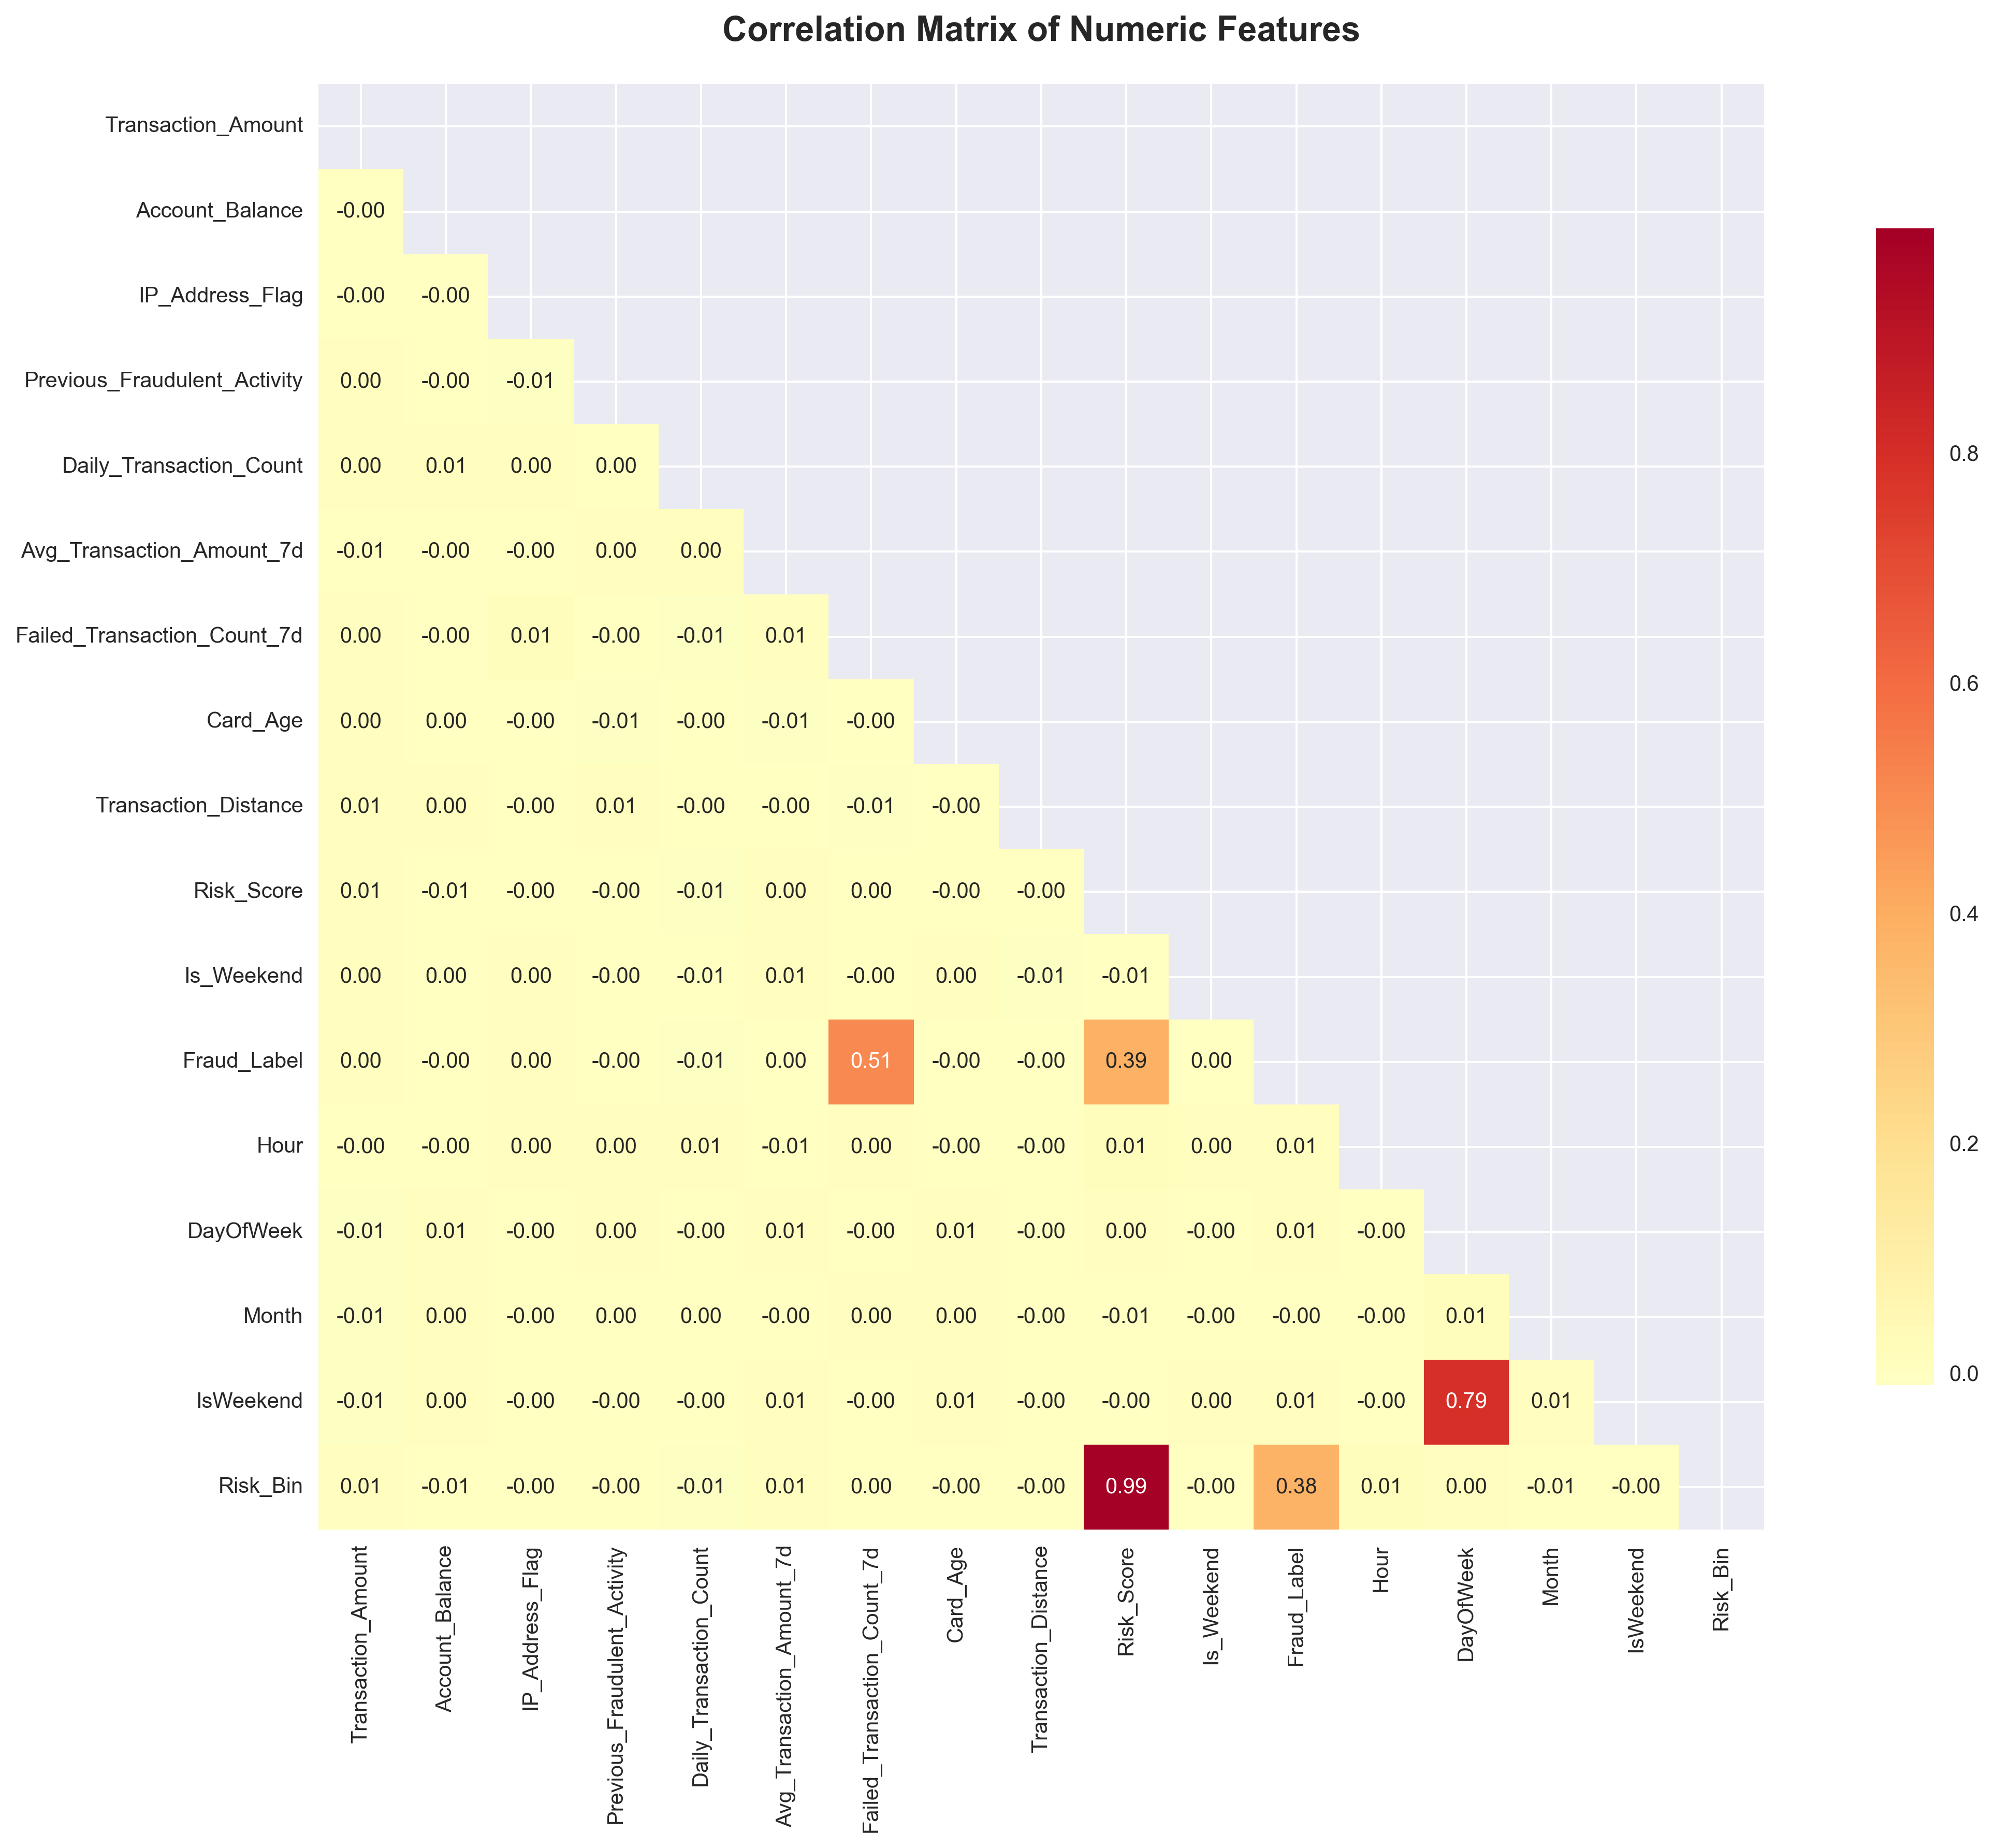 Correlation Matrix of Numeric Features
Transaction_Amount
Account_Balance -0.00
IP_Address_Flag -0.00 -0.00
Previous_Fraudulent_Activity 0.00 -0.00 -0.01
Daily_Transaction_Count 0.00 0.01 0.00 0.00
Avg_Transaction_Amount_7d -0.01 -0.00 -0.00 0.00 0.00
Failed_Transaction_Count_7d 0.00 -0.00 0.01 -0.00 -0.01 0.01
Card_Age 0.00 0.00 -0.00 -0.01 -0.00 -0.01 -0.00
Transaction_Distance 0.01 0.00 -0.00 0.01 -0.00 -0.00 -0.01 -0.00
Risk_Score 0.01 -0.01 -0.00 -0.00 -0.01 0.00 0.00 -0.00 -0.00
Is_Weekend 0.00 0.00 0.00 -0.00 -0.01 0.01 -0.00 0.00 -0.01 -0.01
Fraud_Label 0.00 -0.00 0.00 -0.00 -0.01 0.00 0.51 -0.00 -0.00 0.39 0.00
Hour -0.00 -0.00 0.00 0.00 0.01 -0.01 0.00 -0.00 -0.00 0.01 0.00 0.01
DayOfWeek -0.01 0.01 -0.00 0.00 -0.00 0.01 -0.00 0.01 -0.00 0.00 -0.00 0.01 -0.00
Month -0.01 0.00 -0.00 0.00 0.00 -0.00 0.00 0.00 -0.00 -0.01 -0.00 -0.00 -0.00 0.01
IsWeekend -0.01 0.00 -0.00 -0.00 -0.00 0.01 -0.00 0.01 -0.00 -0.00 0.00 0.01 -0.00 0.79 0.01
Risk_Bin 0.01 -0.01 -0.00 -0.00 -0.01 0.01 0.00 -0.00 -0.00 0.99 -0.00 0.38 0.01 0.00 -0.01 -0.00
Transaction_Amount
Account_Balance
IP_Address_Flag
Previous_Fraudulent_Activity
Daily_Transaction_Count
Avg_Transaction_Amount_7d
Failed_Transaction_Count_7d
Card_Age
Transaction_Distance
Risk_Score
Is_Weekend
Fraud_Label
Hour
DayOfWeek
Month
IsWeekend
Risk_Bin
0.8
0.6
0.4
0.2
0.0